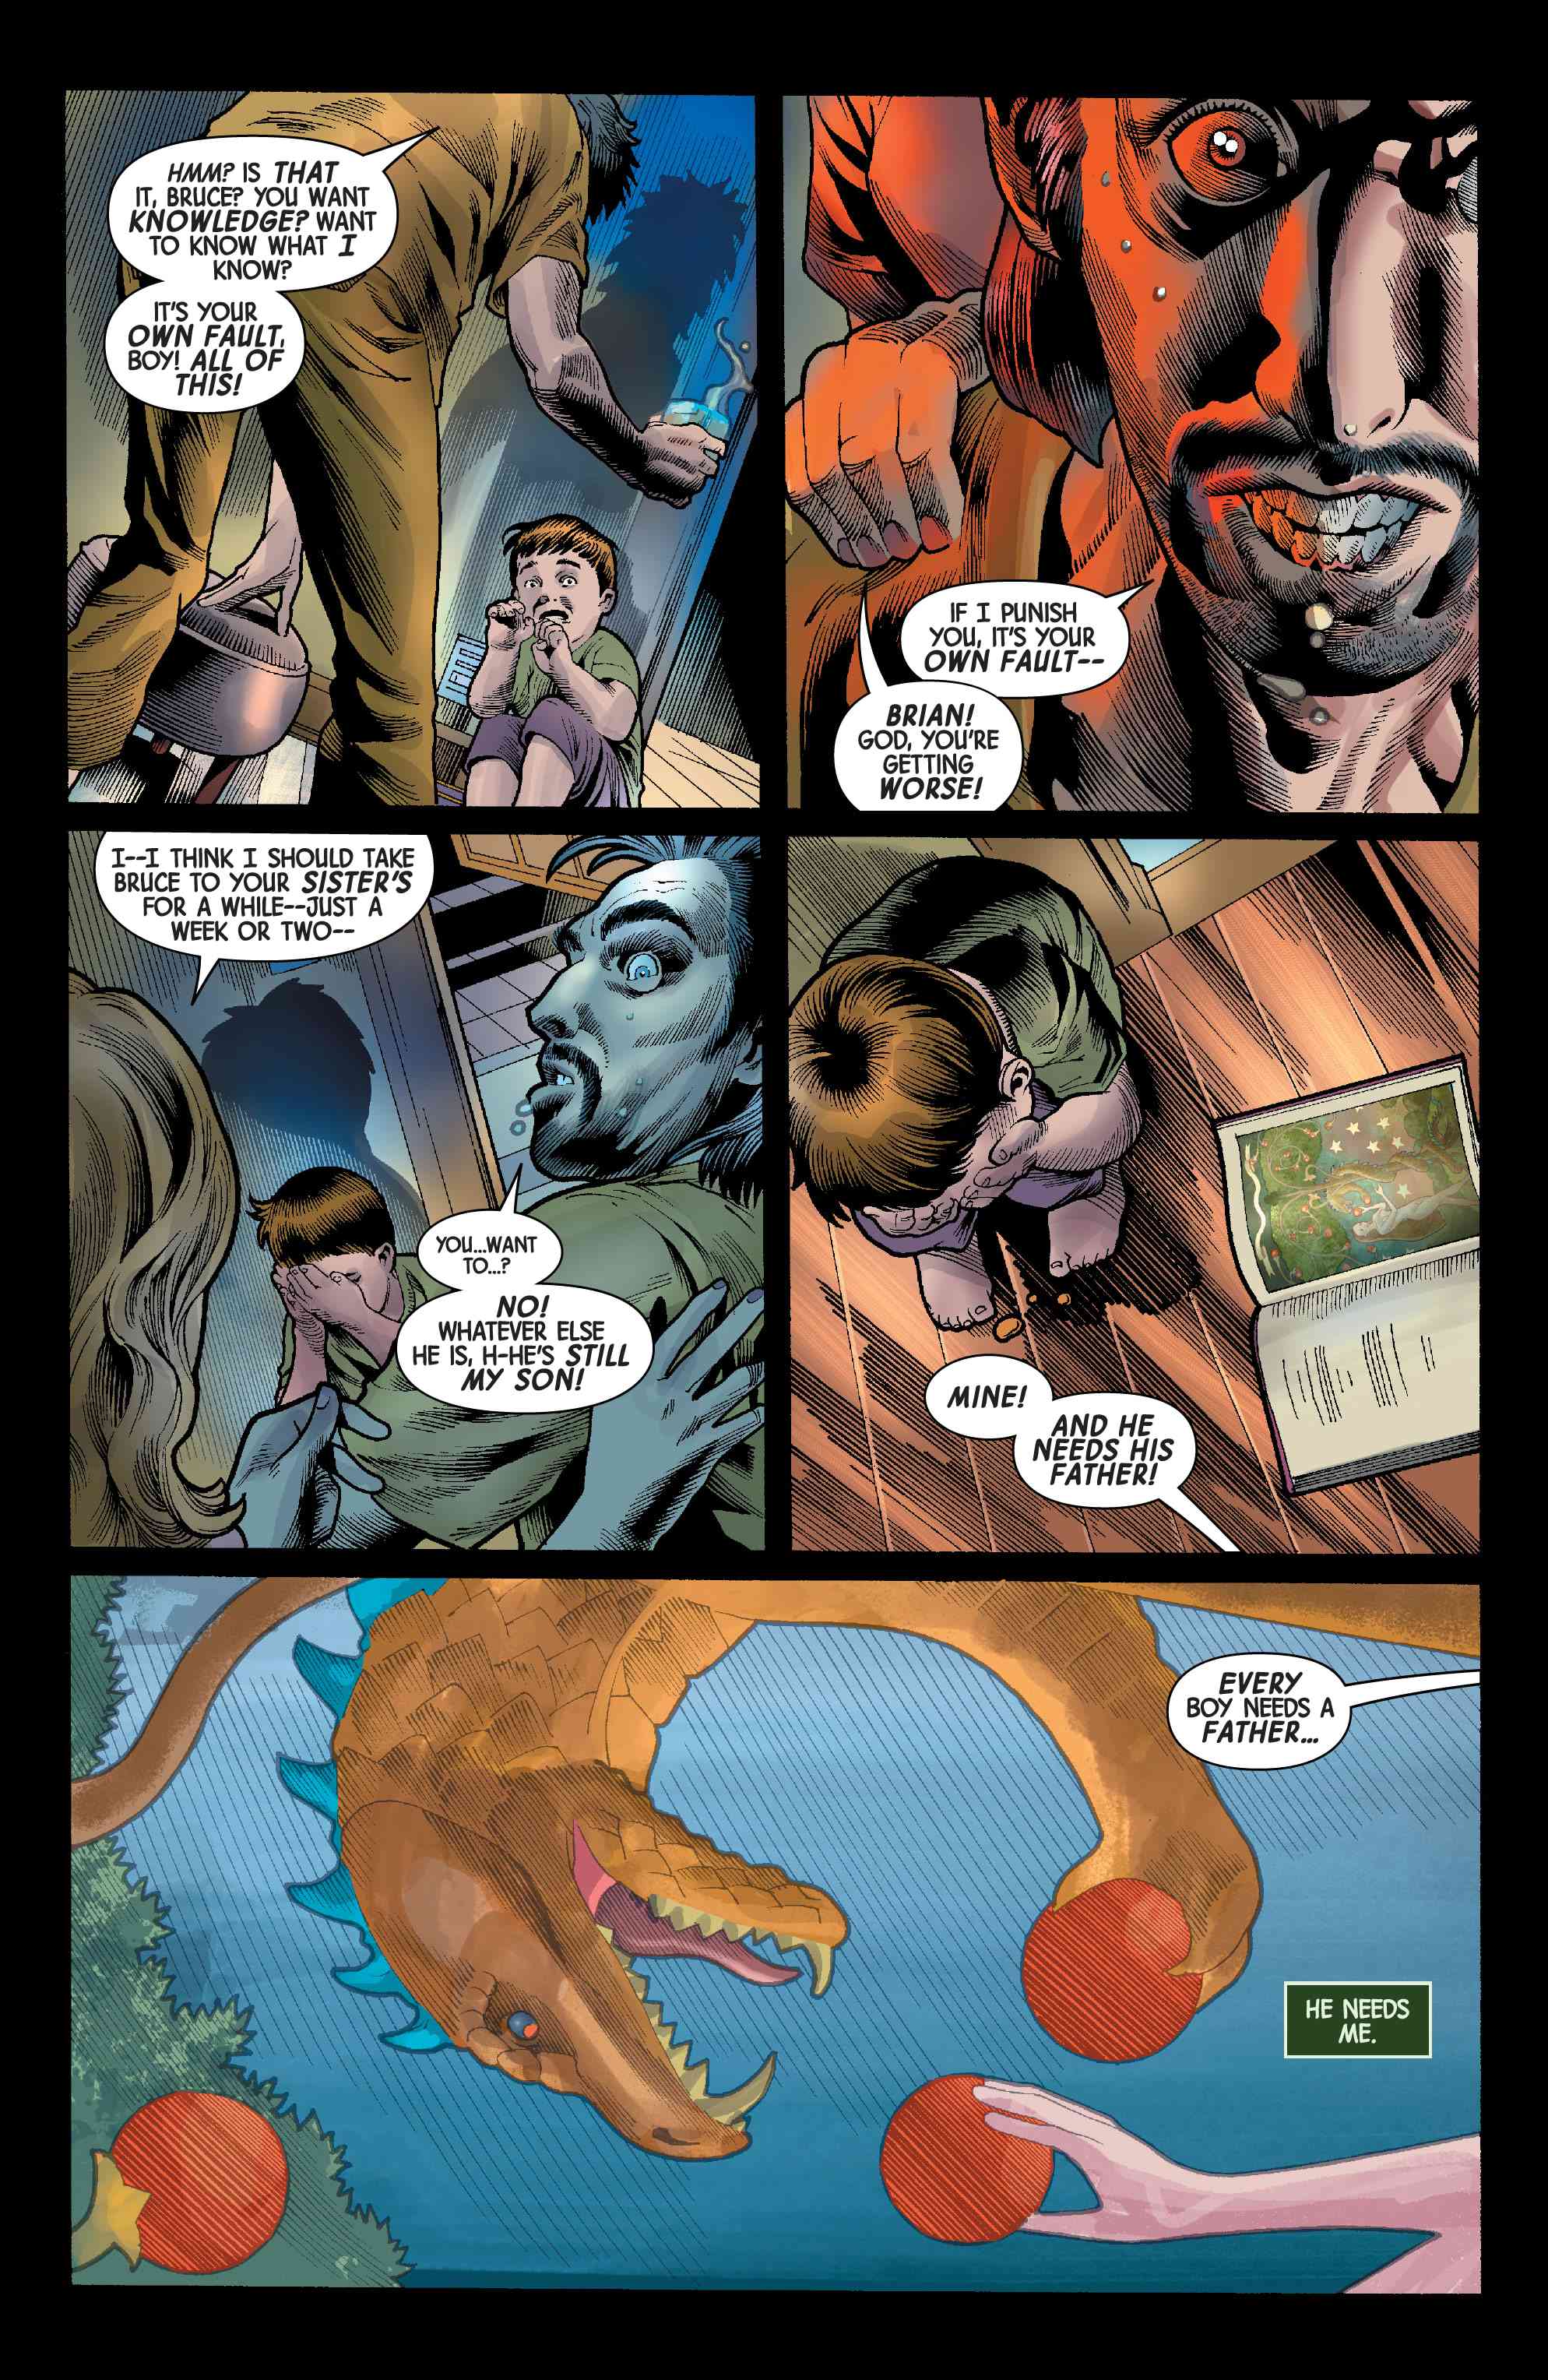 HMM? IS THAT
IT, BRUCE? YOU WANT
KNOWLEDGE? WANT
TO KNOW WHAT I
KNOW?
IT'S YOUR
OWN FAULT,
BOY! ALL OF
THIS!
IF I PUNISH
YOU, IT'S YOUR
OWN FAULT--
BRIAN!
GOD, YOU'RE
GETTING
WORSE!
I--I THINK I SHOULD TAKE
BRUCE TO YOUR SISTER'S
FOR A WHILE--JUST A
WEEK OR TWO--
YOU...WANT
TO...?
NO!
WHATEVER ELSE
HE IS, H-HE'S STILL
MY SON!
MINE!
AND HE
NEEDS HIS
FATHER!
EVERY
BOY NEEDS A
FATHER...
HE NEEDS
ME.